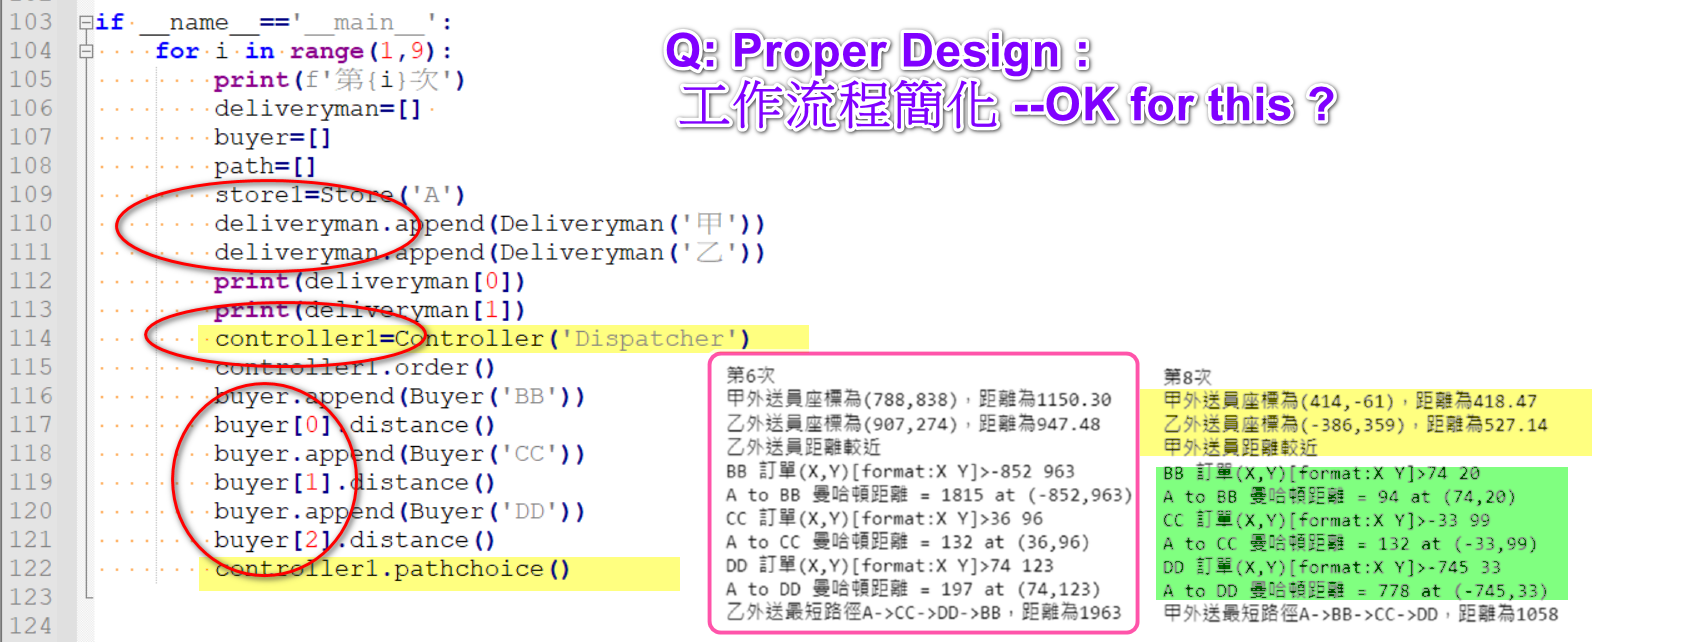 103 if __name__=='__main__':
Q: Proper Design :
104 for i in range(1,9):
工作流程簡化 --OK for this ?
105 print(f'第{i}次')
106 deliveryman=[]
107 buyer=[]
108 path=[]
109 store1=Store('A')
110 deliveryman.append(Deliveryman('甲'))
111 deliveryman.append(Deliveryman('乙'))
112 print(deliveryman[0])
113 print(deliveryman[1])
114 controller1=Controller('Dispatcher')
115 controller1.order()
116 buyer.append(Buyer('BB'))
117 buyer[0].distance()
118 buyer.append(Buyer('CC'))
119 buyer[1].distance()
120 buyer.append(Buyer('DD'))
121 buyer[2].distance()
122 controller1.pathchoice()
123
124
第6次
甲外送員座標為(788,838)，距離為1150.30
乙外送員座標為(907,274)，距離為947.48
乙外送員距離較近
BB 訂單(X,Y)[format:X Y]>-852 963
A to BB 曼哈頓距離 = 1815 at (-852,963)
CC 訂單(X,Y)[format:X Y]>36 96
A to CC 曼哈頓距離 = 132 at (36,96)
DD 訂單(X,Y)[format:X Y]>74 123
A to DD 曼哈頓距離 = 197 at (74,123)
乙外送最短路徑A->CC->DD->BB，距離為1963
第8次
甲外送員座標為(414,-61)，距離為418.47
乙外送員座標為(-386,359)，距離為527.14
甲外送員距離較近
BB 訂單(X,Y)[format:X Y]>74 20
A to BB 曼哈頓距離 = 94 at (74,20)
CC 訂單(X,Y)[format:X Y]>-33 99
A to CC 曼哈頓距離 = 132 at (-33,99)
DD 訂單(X,Y)[format:X Y]>-745 33
A to DD 曼哈頓距離 = 778 at (-745,33)
甲外送最短路徑A->BB->CC->DD，距離為1058